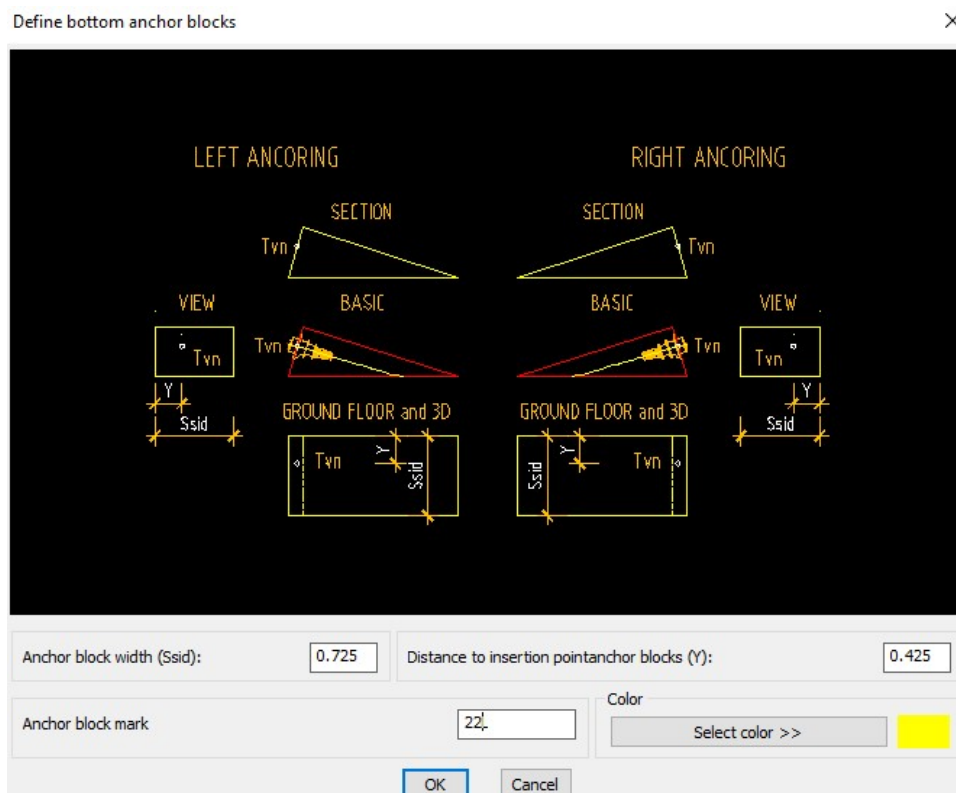 Define bottom anchor blocks
LEFT ANCORING
RIGHT ANCORING
SECTION
SECTION
Tvn
Tvn
VIEW
BASIC
BASIC
VIEW
Tvn
Tvn
Tvn
Tvn
Y
Y
Ssid
Ssid
GROUND FLOOR and 3D
GROUND FLOOR and 3D
Tvn
Y
Ssid
Ssid
Y
Tvn
Anchor block width (Ssid):
0.725
Distance to insertion pointanchor blocks (Y):
0.425
Anchor block mark
22.
Color
Select color >>
OK
Cancel